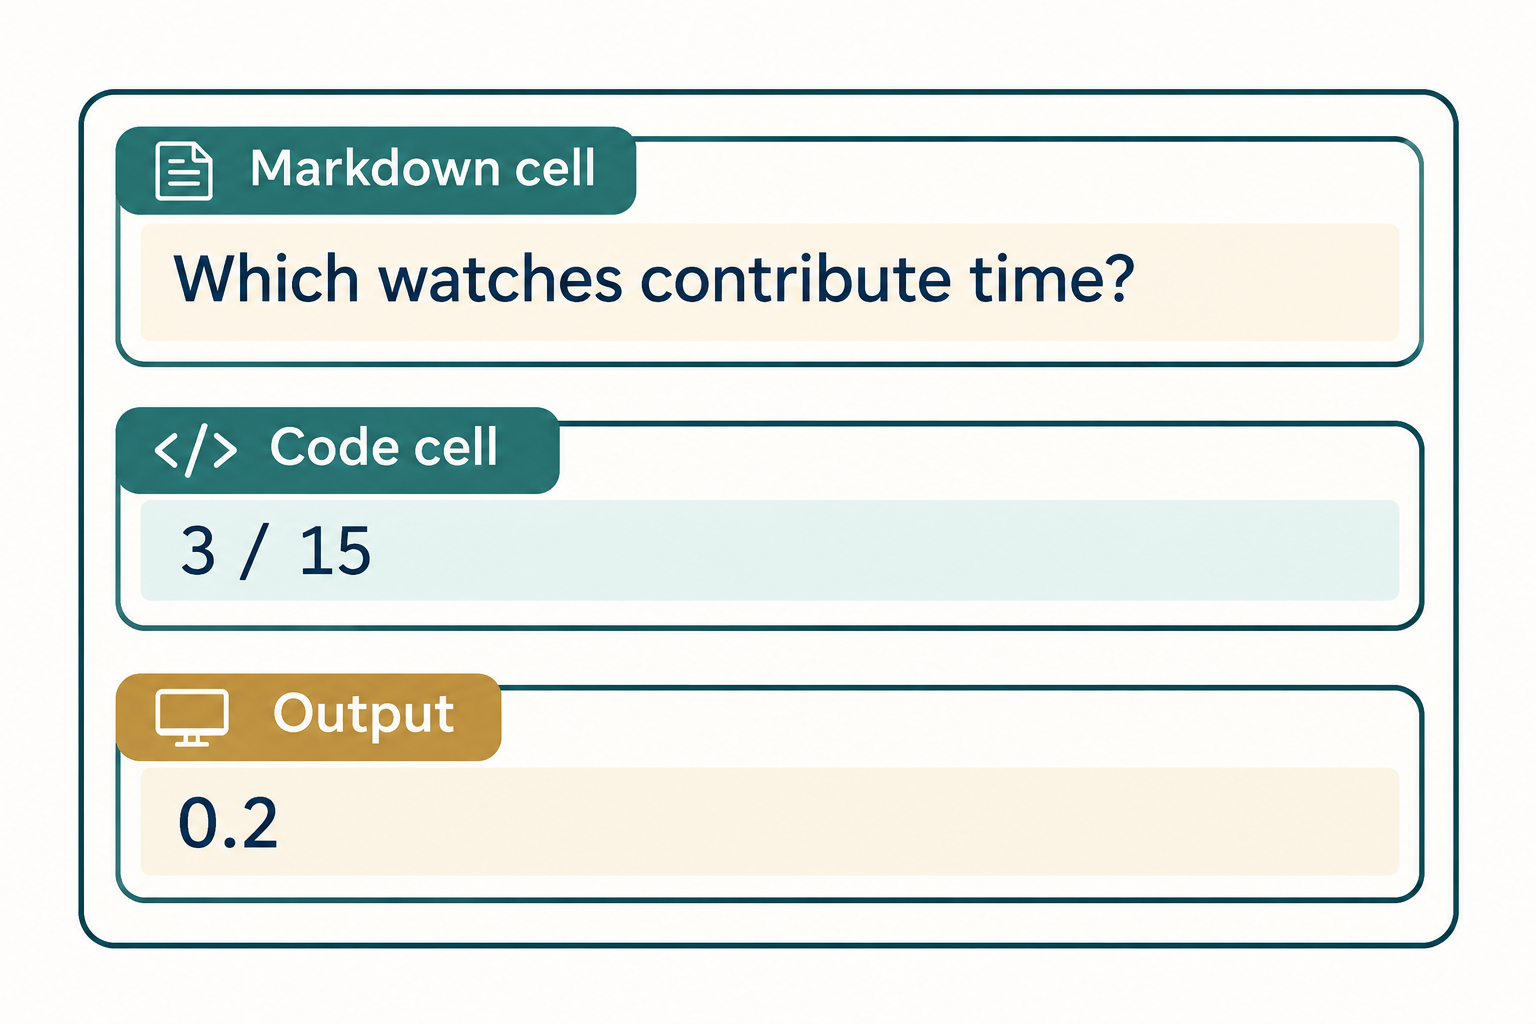 Markdown cell
Which watches contribute time?
</> Code cell
3 / 15
Output
0.2